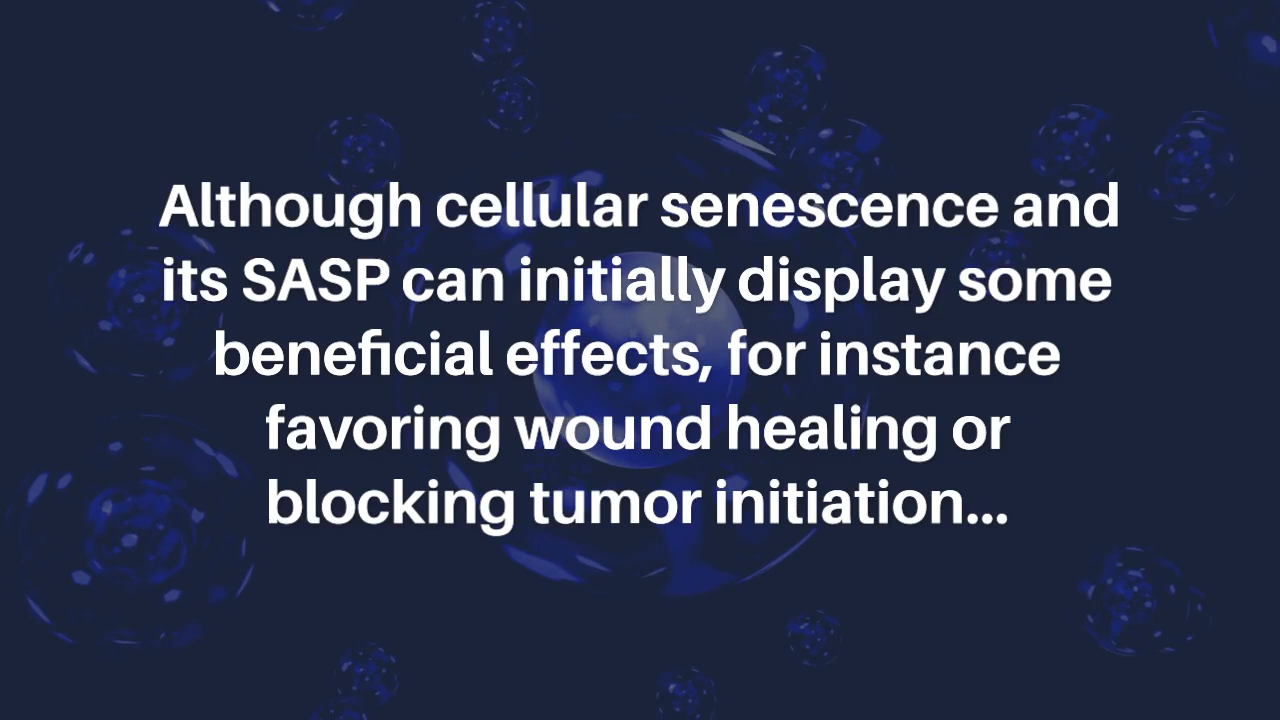 Although cellular senescence and
its SASP can initially display some
beneficial effects, for instance
favoring wound healing or
blocking tumor initiation...